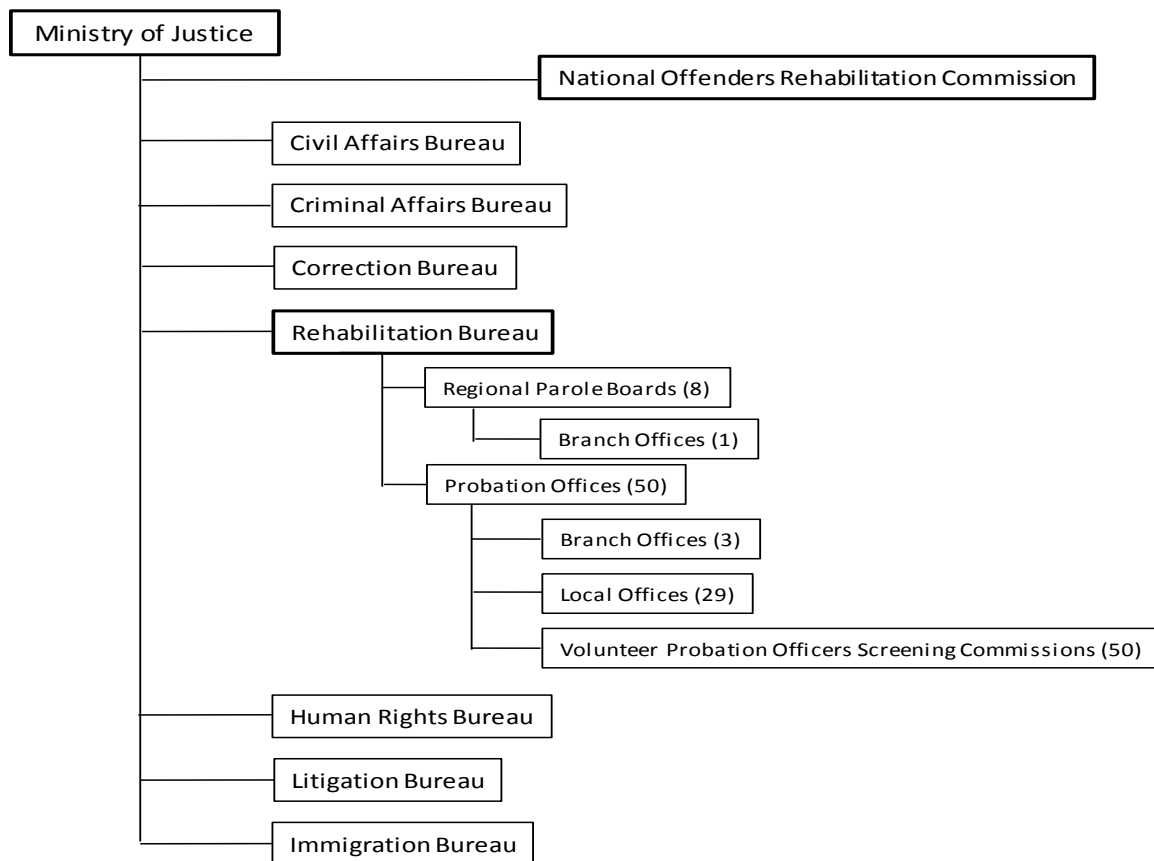 Ministry of Justice
National Offenders Rehabilitation Commission
Civil Affairs Bureau
Criminal Affairs Bureau
Correction Bureau
Rehabilitation Bureau
Regional Parole Boards (8)
Branch Offices (1)
Probation Offices (50)
Branch Offices (3)
Local Offices (29)
Volunteer Probation Officers Screening Commissions (50)
Human Rights Bureau
Litigation Bureau
Immigration Bureau